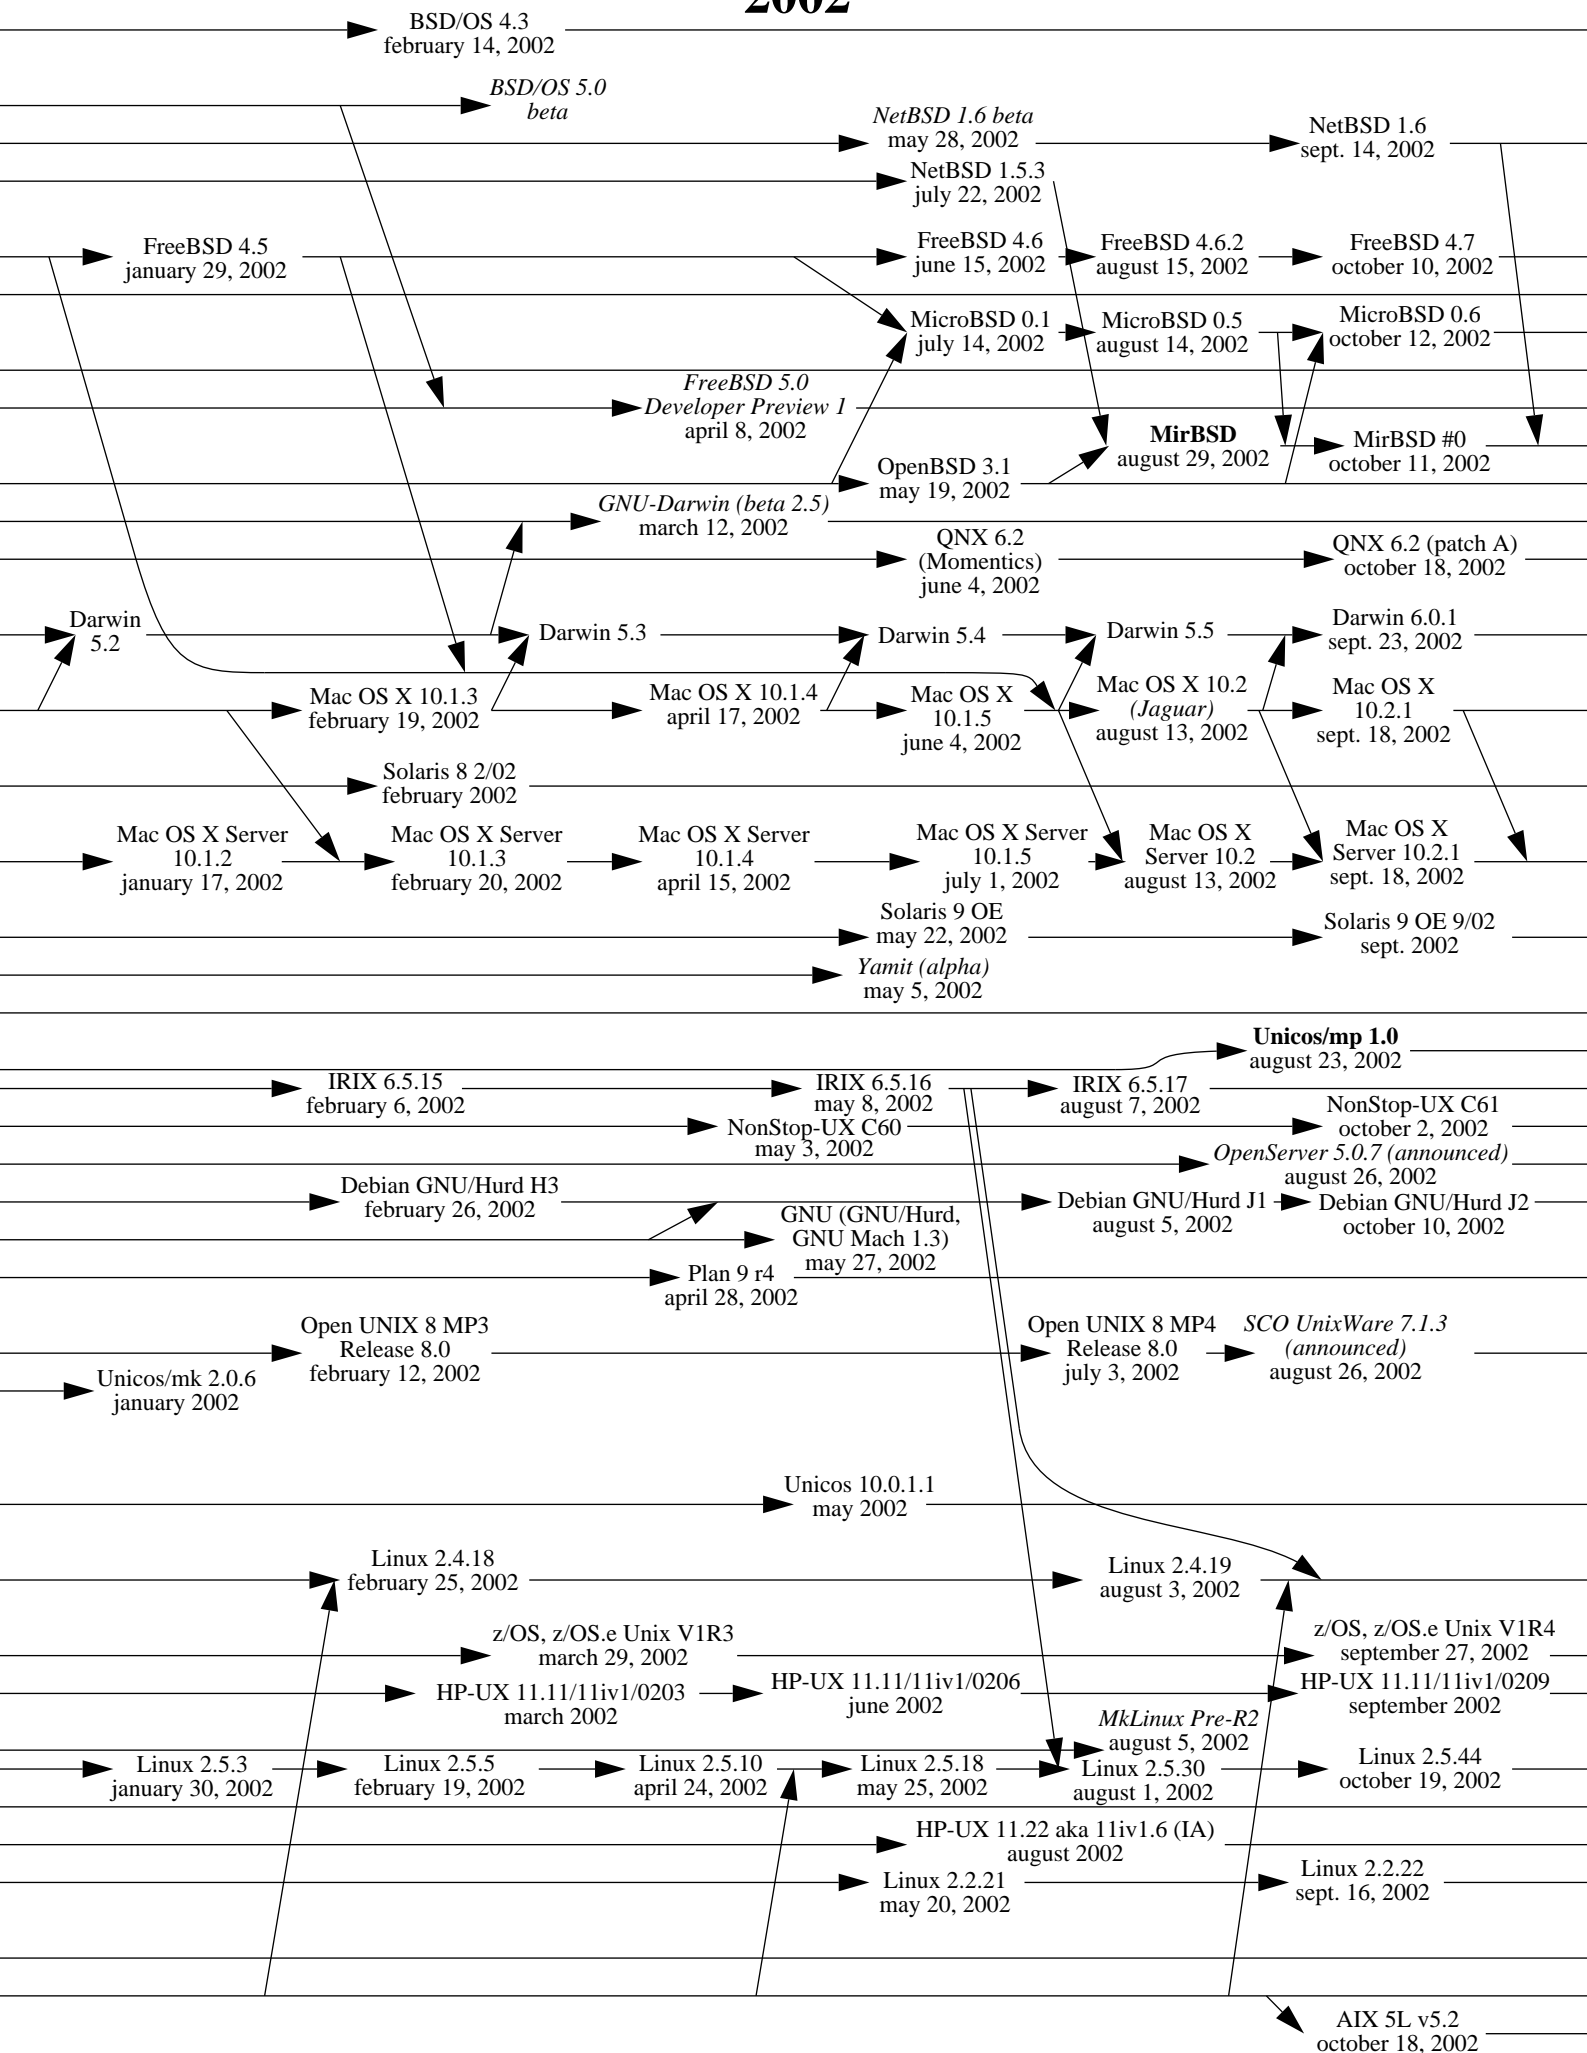 2002
BSD/OS 4.3
february 14, 2002
BSD/OS 5.0
beta
NetBSD 1.6 beta
may 28, 2002
NetBSD 1.6
sept. 14, 2002
NetBSD 1.5.3
july 22, 2002
FreeBSD 4.5
january 29, 2002
FreeBSD 4.6
june 15, 2002
FreeBSD 4.6.2
august 15, 2002
FreeBSD 4.7
october 10, 2002
MicroBSD 0.1
july 14, 2002
MicroBSD 0.5
august 14, 2002
MicroBSD 0.6
october 12, 2002
FreeBSD 5.0
Developer Preview 1
april 8, 2002
MirBSD
august 29, 2002
MirBSD #0
october 11, 2002
OpenBSD 3.1
may 19, 2002
GNU-Darwin (beta 2.5)
march 12, 2002
QNX 6.2
(Momentics)
june 4, 2002
QNX 6.2 (patch A)
october 18, 2002
Darwin
5.2
Darwin 5.3
Darwin 5.4
Darwin 5.5
Darwin 6.0.1
sept. 23, 2002
Mac OS X 10.1.3
february 19, 2002
Mac OS X 10.1.4
april 17, 2002
Mac OS X
10.1.5
june 4, 2002
Mac OS X 10.2
(Jaguar)
august 13, 2002
Mac OS X
10.2.1
sept. 18, 2002
Solaris 8 2/02
february 2002
Mac OS X Server
10.1.2
january 17, 2002
Mac OS X Server
10.1.3
february 20, 2002
Mac OS X Server
10.1.4
april 15, 2002
Mac OS X Server
10.1.5
july 1, 2002
Mac OS X
Server 10.2
august 13, 2002
Mac OS X
Server 10.2.1
sept. 18, 2002
Solaris 9 OE
may 22, 2002
Solaris 9 OE 9/02
sept. 2002
Yamit (alpha)
may 5, 2002
Unicos/mp 1.0
august 23, 2002
IRIX 6.5.15
february 6, 2002
IRIX 6.5.16
may 8, 2002
IRIX 6.5.17
august 7, 2002
NonStop-UX C60
may 3, 2002
NonStop-UX C61
october 2, 2002
OpenServer 5.0.7 (announced)
august 26, 2002
Debian GNU/Hurd H3
february 26, 2002
Debian GNU/Hurd J1
august 5, 2002
Debian GNU/Hurd J2
october 10, 2002
GNU (GNU/Hurd,
GNU Mach 1.3)
may 27, 2002
Plan 9 r4
april 28, 2002
Open UNIX 8 MP3
Release 8.0
february 12, 2002
Open UNIX 8 MP4
Release 8.0
july 3, 2002
SCO UnixWare 7.1.3
(announced)
august 26, 2002
Unicos/mk 2.0.6
january 2002
Unicos 10.0.1.1
may 2002
Linux 2.4.18
february 25, 2002
Linux 2.4.19
august 3, 2002
z/OS, z/OS.e Unix V1R3
march 29, 2002
z/OS, z/OS.e Unix V1R4
september 27, 2002
HP-UX 11.11/11iv1/0203
march 2002
HP-UX 11.11/11iv1/0206
june 2002
HP-UX 11.11/11iv1/0209
september 2002
MkLinux Pre-R2
august 5, 2002
Linux 2.5.3
january 30, 2002
Linux 2.5.5
february 19, 2002
Linux 2.5.10
april 24, 2002
Linux 2.5.18
may 25, 2002
Linux 2.5.30
august 1, 2002
Linux 2.5.44
october 19, 2002
HP-UX 11.22 aka 11iv1.6 (IA)
august 2002
Linux 2.2.21
may 20, 2002
Linux 2.2.22
sept. 16, 2002
AIX 5L v5.2
october 18, 2002